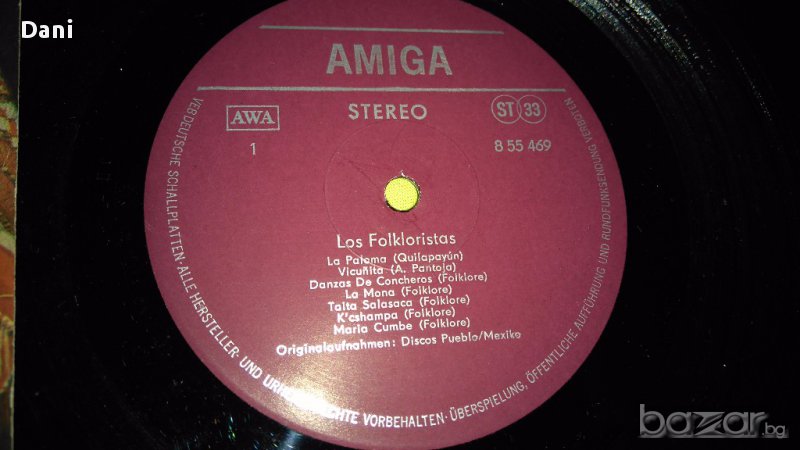 Dani
AMIGA
AWA
STEREO
ST 33
1
8 55 469
Los Folkloristas
La Paloma (Quilapayún)
Vicuñita (A. Pantoja)
Danzas De Concheros (Folklore)
La Mona (Folklore)
Taita Salasaca (Folklore)
K'cshampa (Folklore)
Maria Cumbe (Folklore)
Originalaufnahmen: Discos Pueblo/Mexiko
VEB DEUTSCHE SCHALLPLATTEN · ALLE HERSTELLER- UND VORBEHALTEN · ÜBERSPIELUNG, ÖFFENTLICHE AUFFÜHRUNG UND RUNDFUNKSENDUNG VERBOTEN
bazar.bg